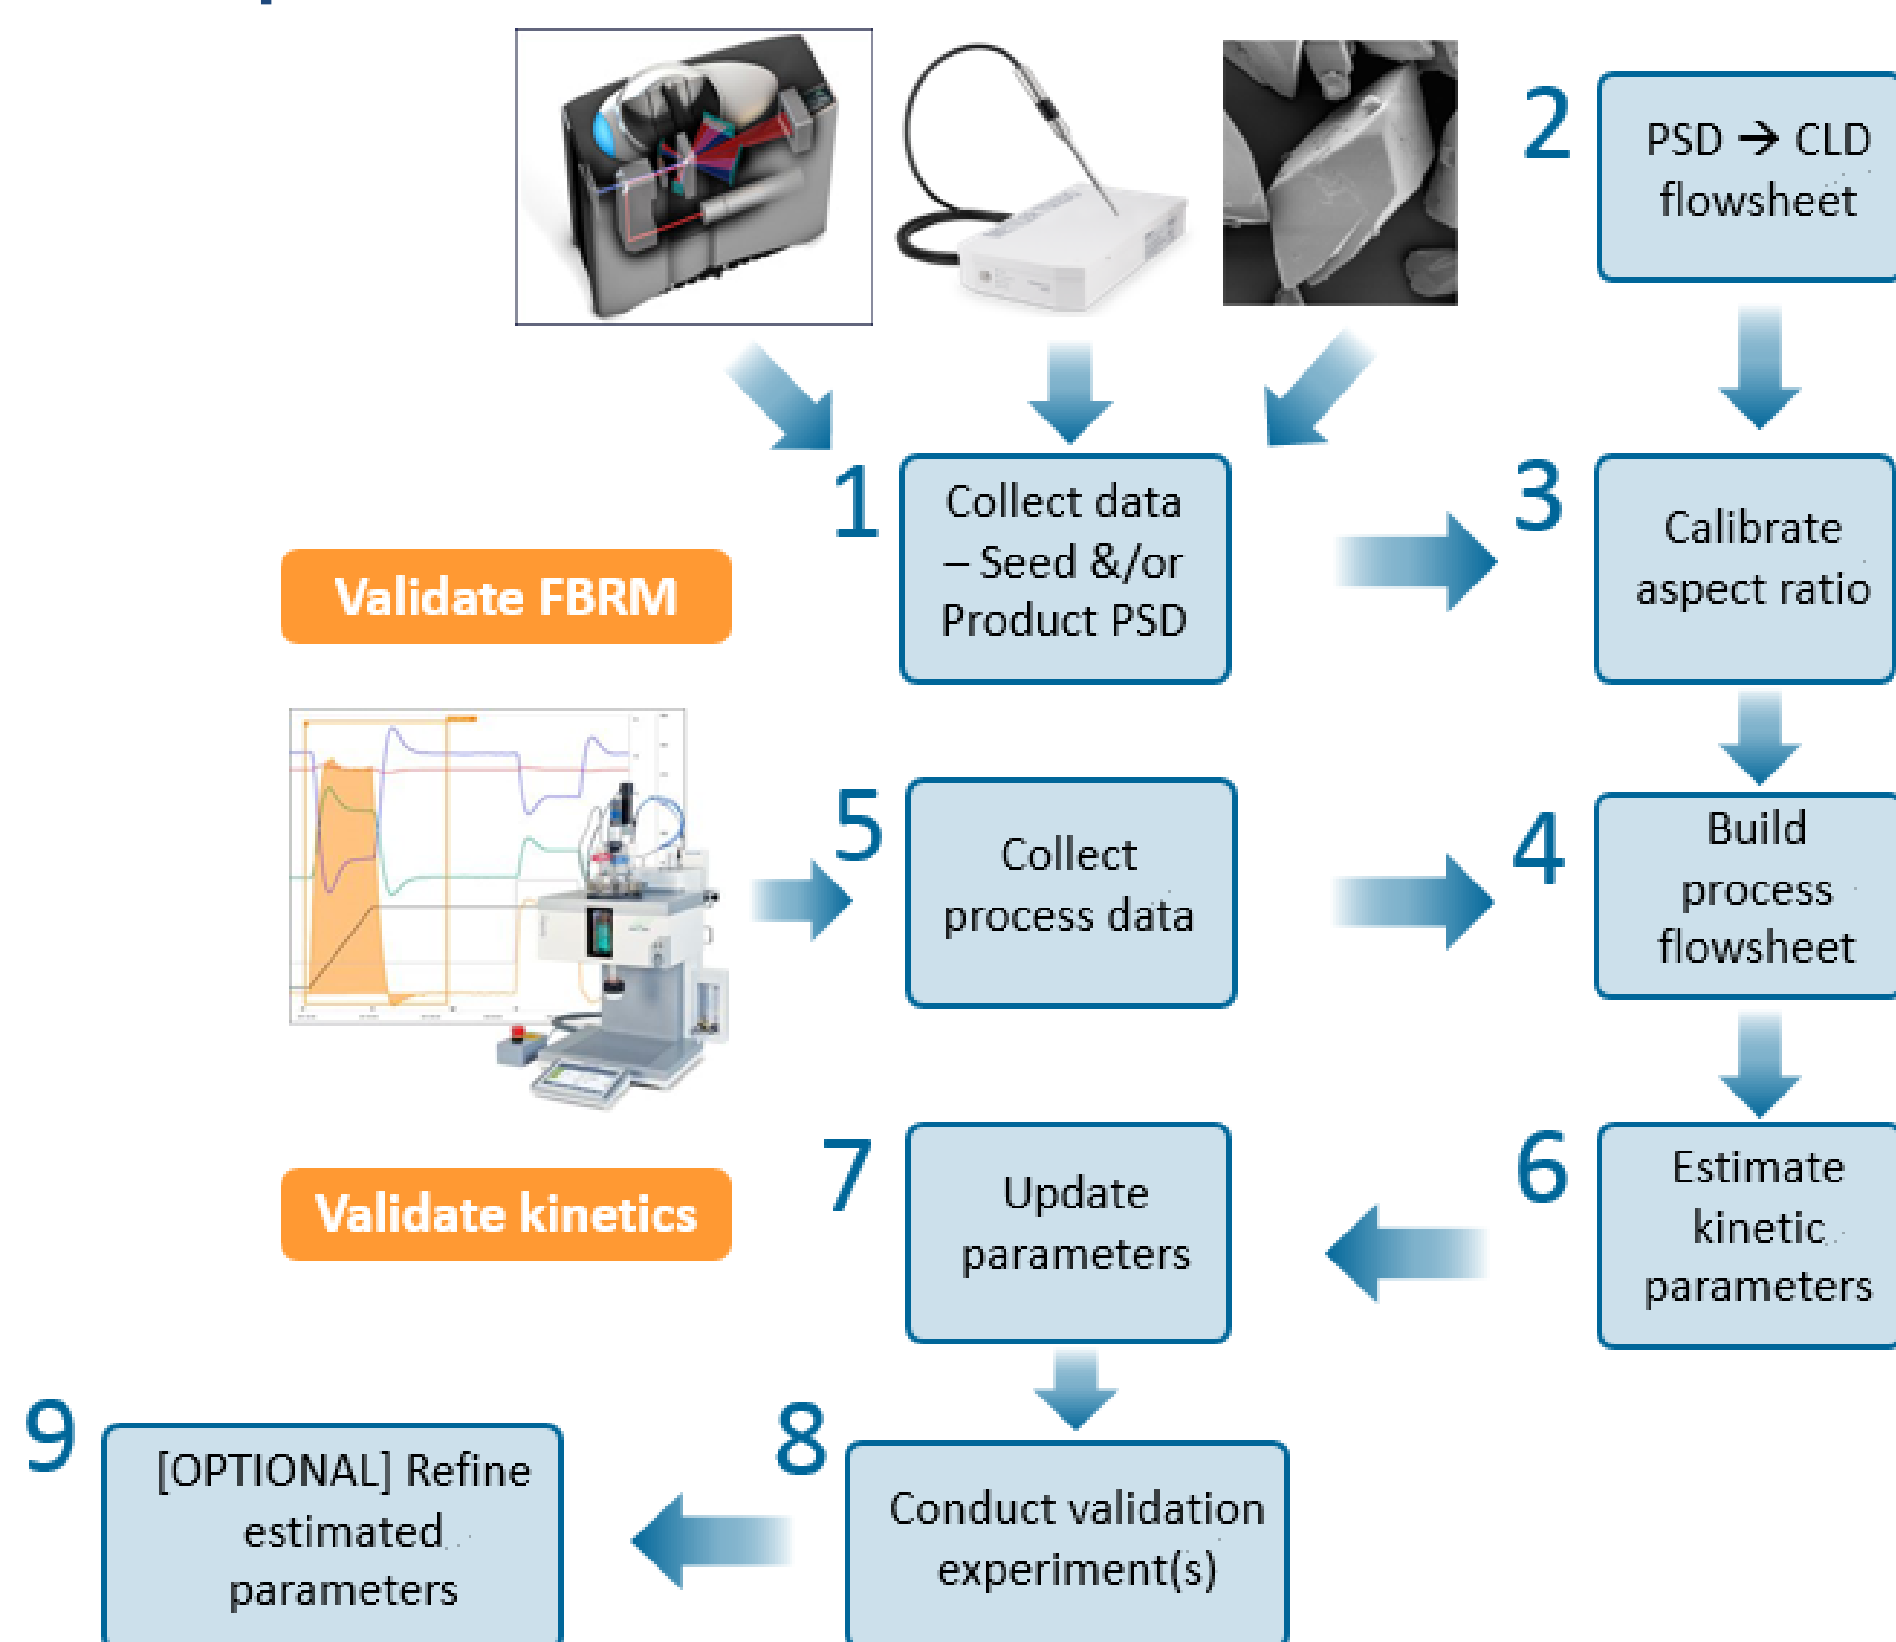 2
PSD → CLD
flowsheet
1
Collect data
– Seed &/or
Product PSD
3
Calibrate
aspect ratio
Validate FBRM
5
Collect
process data
4
Build
process
flowsheet
7
Update
parameters
6
Estimate
kinetic
parameters
Validate kinetics
9
[OPTIONAL] Refine
estimated
parameters
8
Conduct validation
experiment(s)